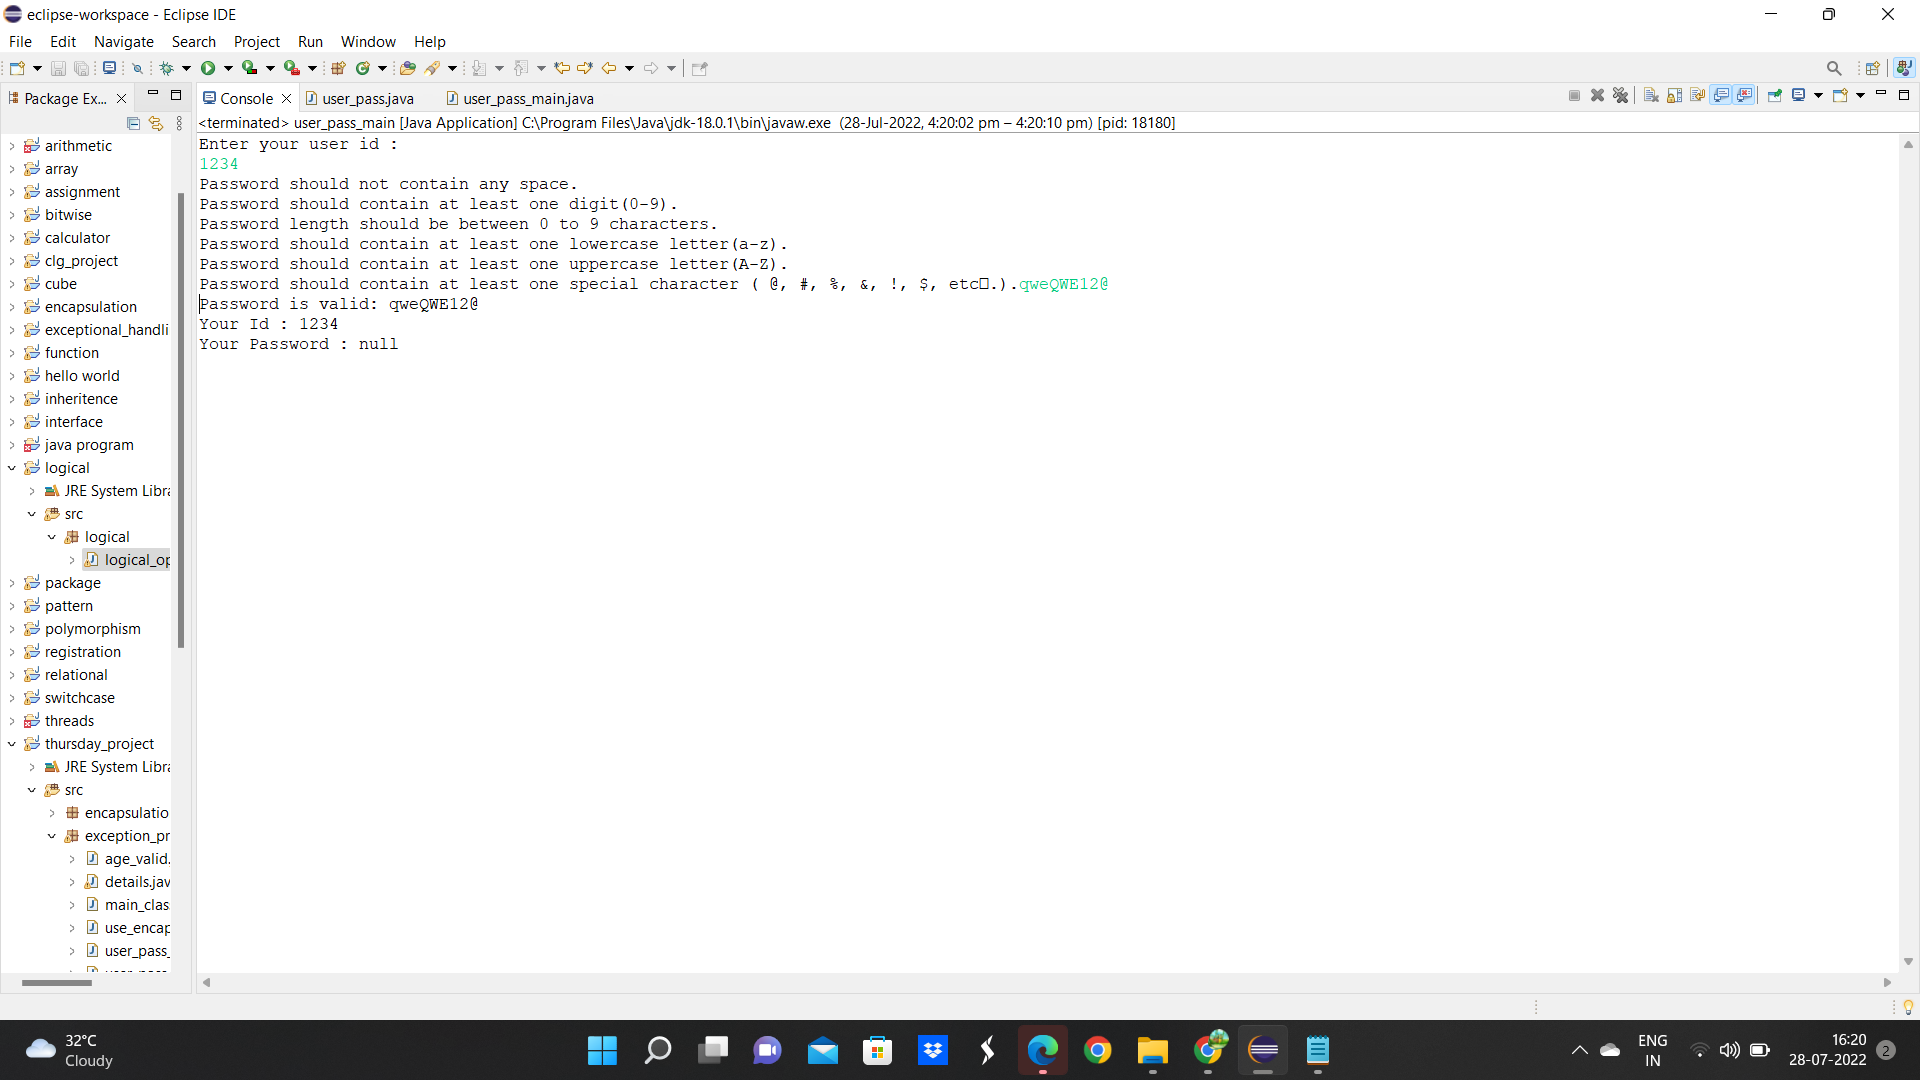 eclipse-workspace - Eclipse IDE
File Edit Navigate Search Project Run Window Help
Package Ex...
Console user_pass.java user_pass_main.java
<terminated> user_pass_main [Java Application] C:\Program Files\Java\jdk-18.0.1\bin\javaw.exe (28-Jul-2022, 4:20:02 pm – 4:20:10 pm) [pid: 18180]
arithmetic
array
assignment
bitwise
calculator
clg_project
cube
encapsulation
exceptional_handli
function
hello world
inheritence
interface
java program
logical
JRE System Libra
src
logical
logical_op
package
pattern
polymorphism
registration
relational
switchcase
threads
thursday_project
JRE System Libra
src
encapsulatio
exception_pr
age_valid.
details.jav
main_clas
use_encap
user_pass_
Enter your user id :
1234
Password should not contain any space.
Password should contain at least one digit(0-9).
Password length should be between 0 to 9 characters.
Password should contain at least one lowercase letter(a-z).
Password should contain at least one uppercase letter(A-Z).
Password should contain at least one special character ( @, #, %, &, !, $, etc□.).qweQWE12@
Password is valid: qweQWE12@
Your Id : 1234
Your Password : null
32°C
Cloudy
ENG
IN
16:20
28-07-2022
2